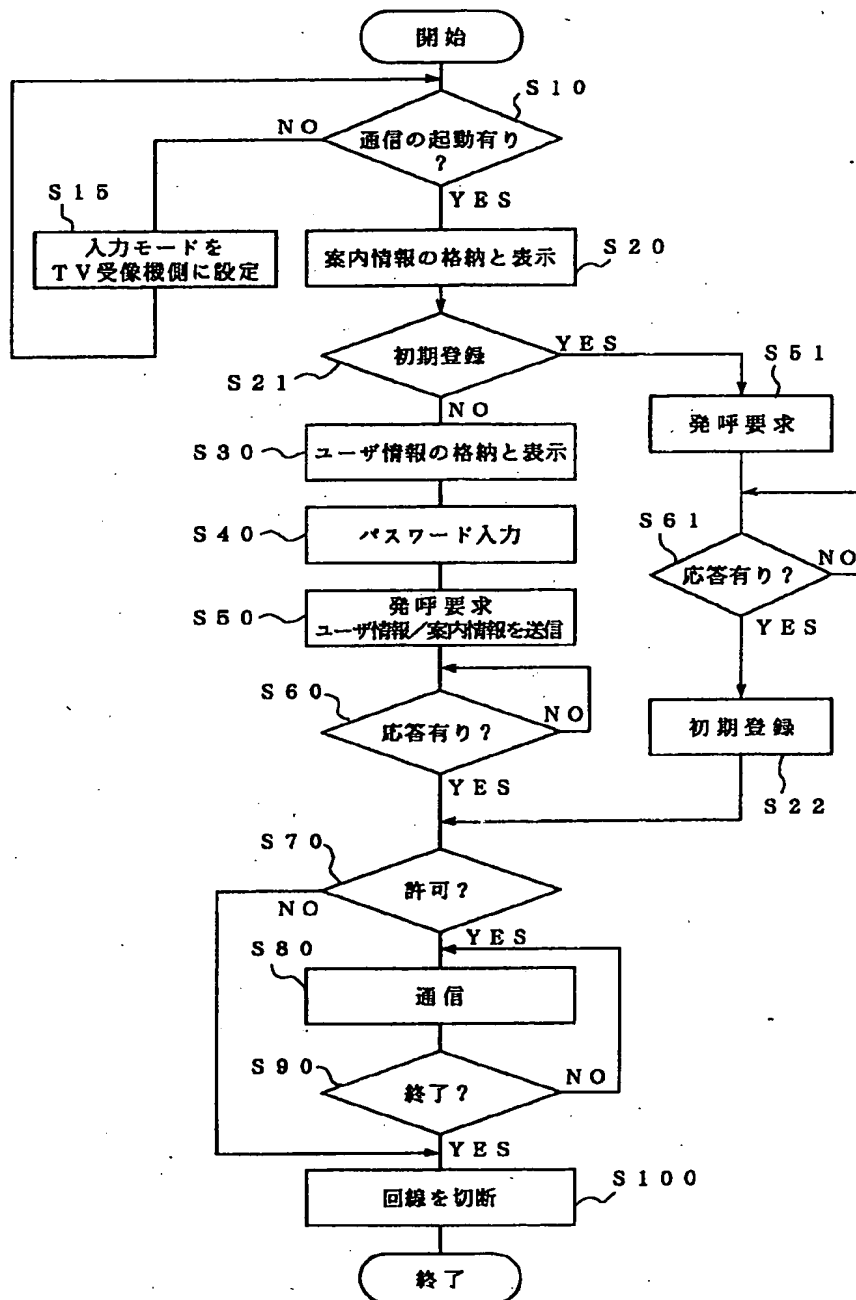 開始
S10
通信の起動有り
?
NO
YES
S15
入力モードを
TV受像機側に設定
案内情報の格納と表示
S20
初期登録
S21
YES
NO
S51
発呼要求
S30
ユーザ情報の格納と表示
S40
パスワード入力
S61
応答有り?
NO
YES
S50
発呼要求
ユーザ情報/案内情報を送信
S60
応答有り?
NO
YES
初期登録
S22
S70
許可?
NO
YES
S80
通信
S90
終了?
NO
YES
回線を切断
S100
終了